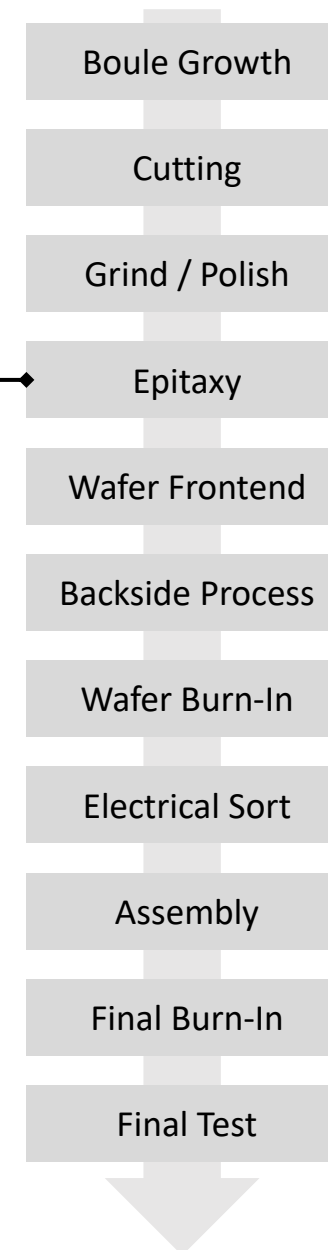 Boule Growth
Cutting
Grind / Polish
Epitaxy
Wafer Frontend
Backside Process
Wafer Burn-In
Electrical Sort
Assembly
Final Burn-In
Final Test